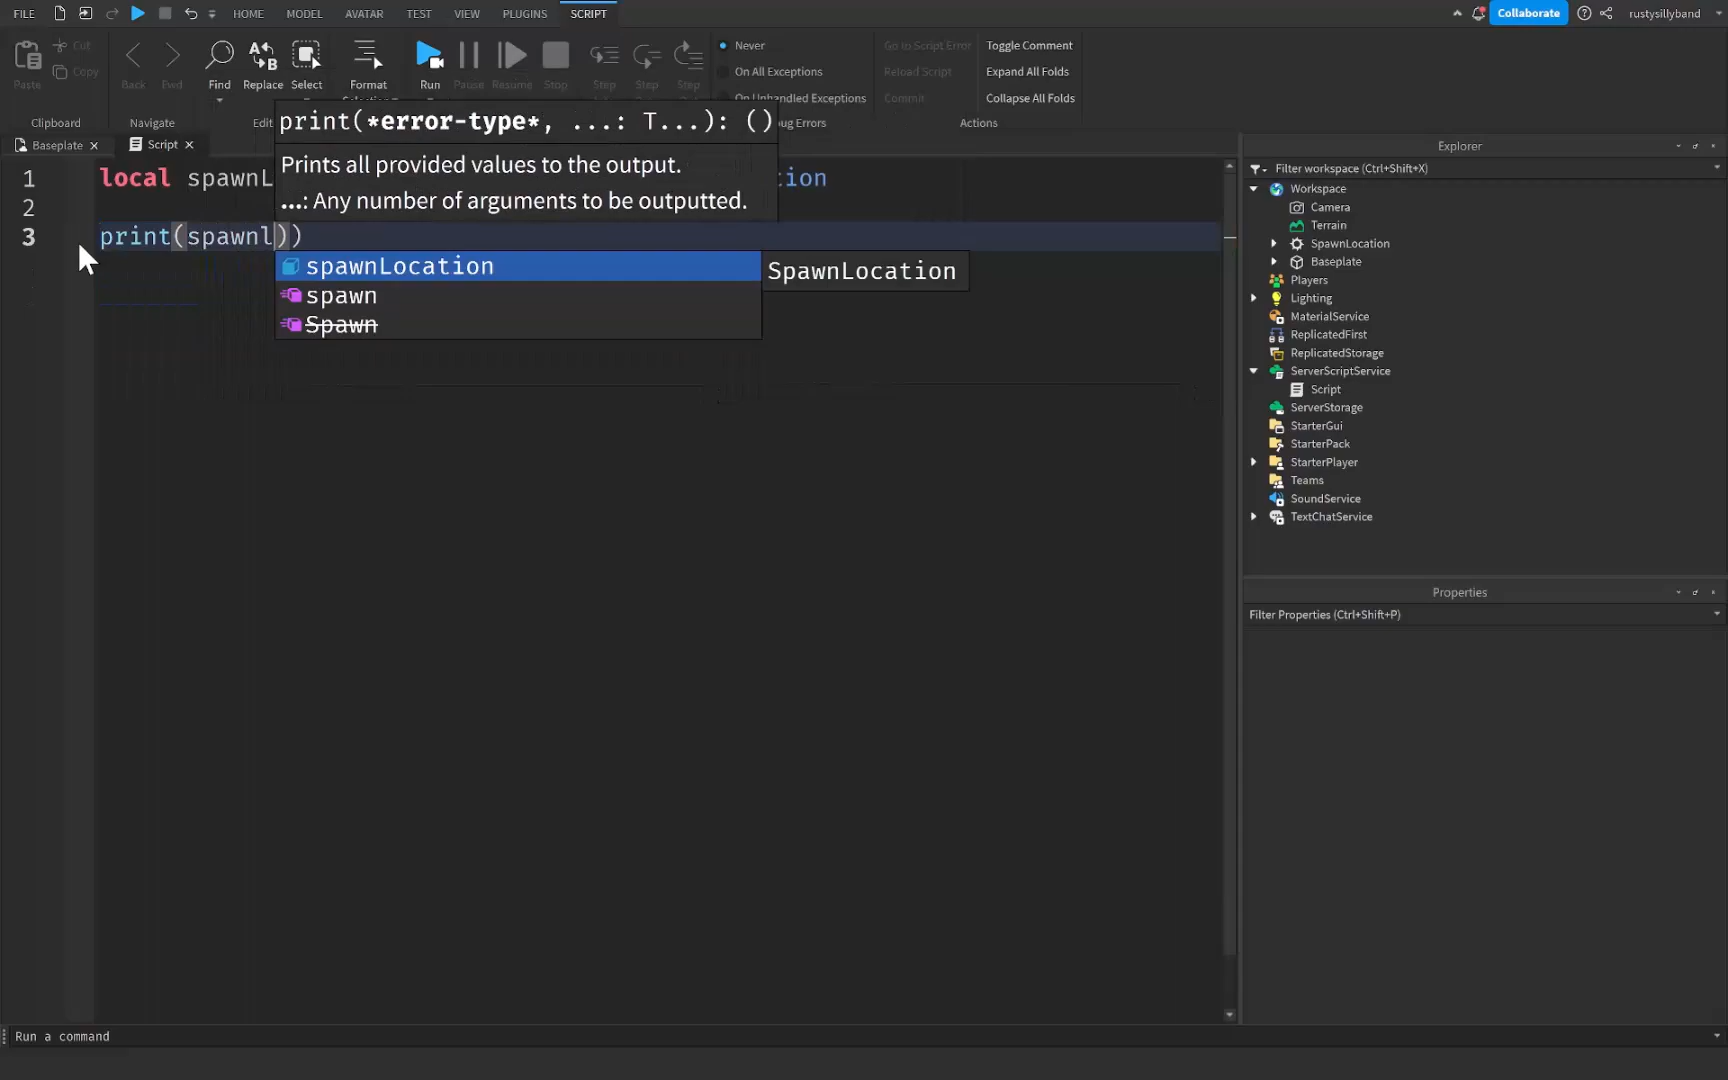 FILE HOME MODEL AVATAR TEST VIEW PLUGINS SCRIPT Collaborate rustysillyband
Paste Cut Copy Back Fwd Find Replace Select Format Run Pause Resume Stop Step Step Step
Never
On All Exceptions
On Unhandled Exceptions
Go to Script Error
Reload Script
Commit
Toggle Comment
Expand All Folds
Collapse All Folds
Clipboard Navigate Edit ug Errors Actions
print(*error-type*, ...: T...): ()
Prints all provided values to the output.
...: Any number of arguments to be outputted.
Baseplate Script
1 local spawnL tion
2
3 print(spawnl))
spawnLocation SpawnLocation
spawn
Spawn
Explorer
Filter workspace (Ctrl+Shift+X)
Workspace
Camera
Terrain
SpawnLocation
Baseplate
Players
Lighting
MaterialService
ReplicatedFirst
ReplicatedStorage
ServerScriptService
Script
ServerStorage
StarterGui
StarterPack
StarterPlayer
Teams
SoundService
TextChatService
Properties
Filter Properties (Ctrl+Shift+P)
Run a command